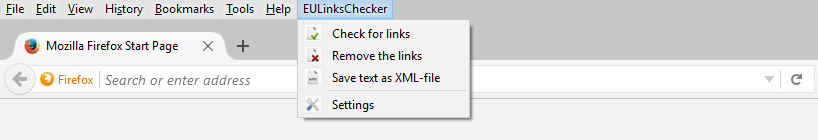 File Edit View History Bookmarks Tools Help EULinksChecker
Check for links
Mozilla Firefox Start Page
Remove the links
Firefox Search or enter address
Save text as XML-file
Settings